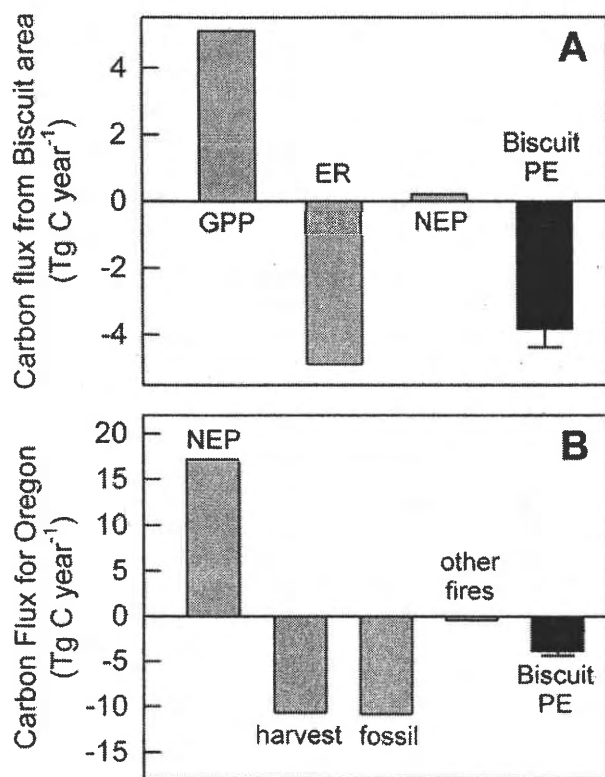 A
Carbon flux from Biscuit area
(Tg C year-1)
4
2
0
-2
-4
GPP
ER
NEP
Biscuit
PE
B
Carbon Flux for Oregon
(Tg C year-1)
20
15
10
5
0
-5
-10
-15
NEP
harvest
fossil
other
fires
Biscuit
PE